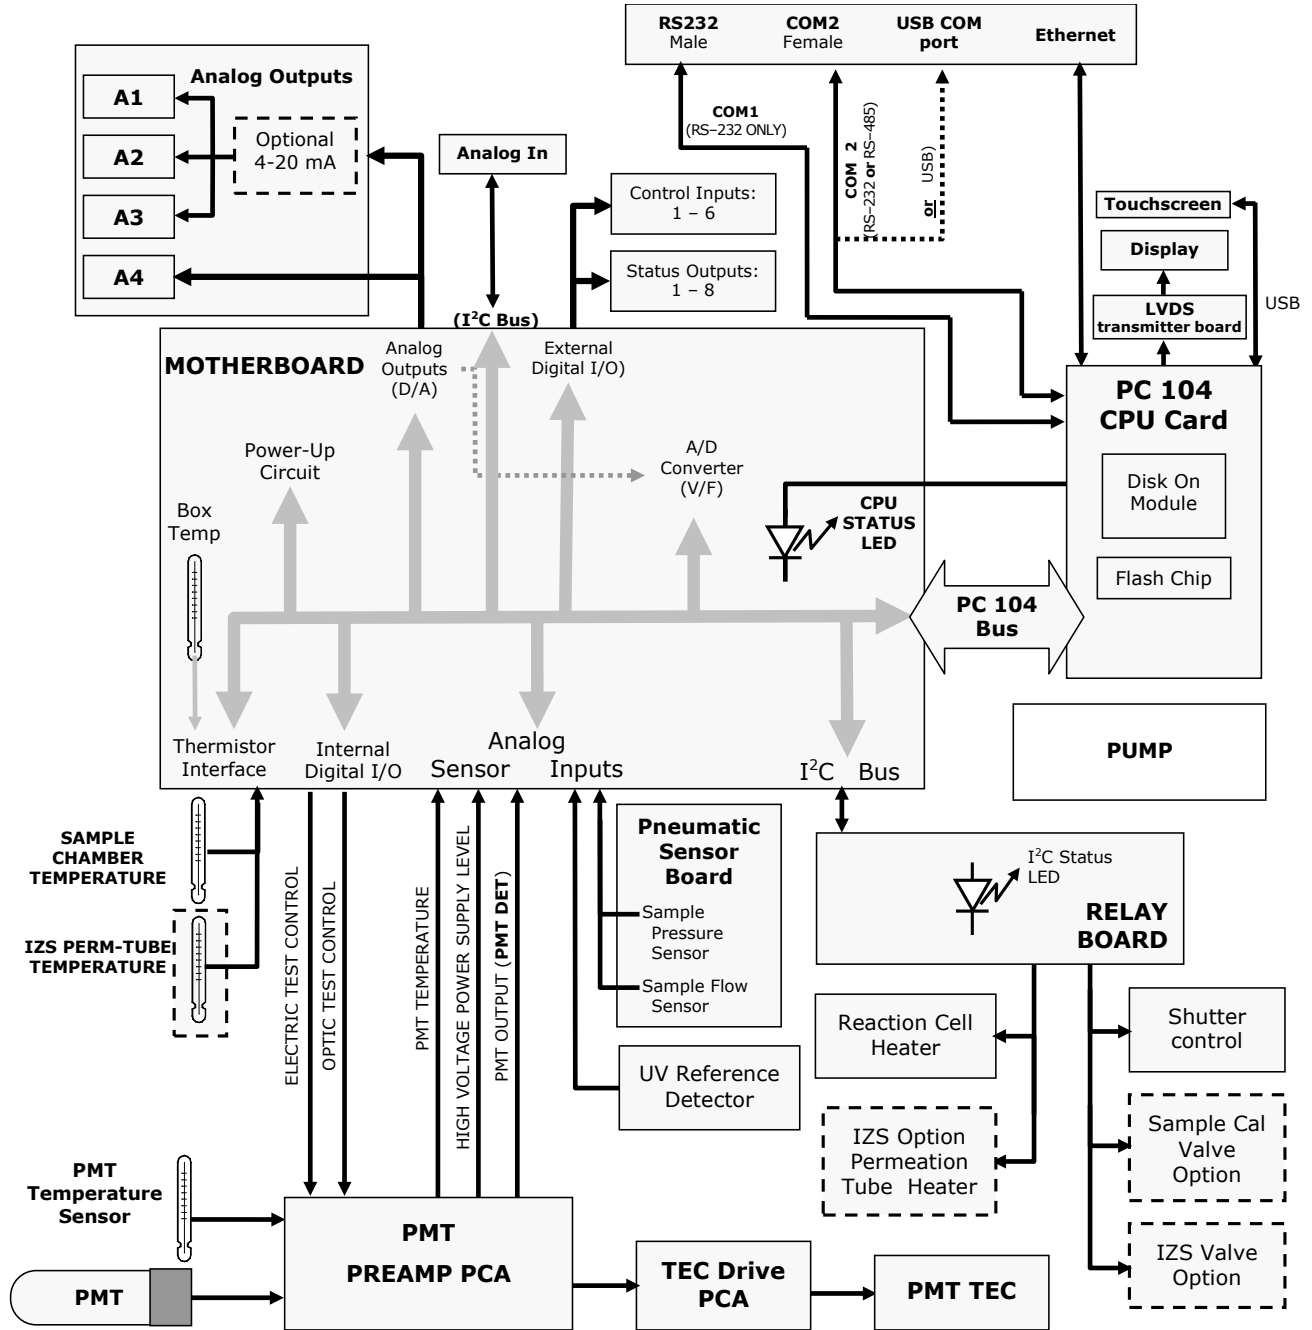 RS232
Male
COM2
Female
USB COM
port
Ethernet
Analog Outputs
A1
A2
A3
A4
Optional
4-20 mA
Analog In
COM1
(RS–232 ONLY)
COM 2
(RS–232 or RS–485)
or USB)
Control Inputs:
1 – 6
Status Outputs:
1 – 8
Touchscreen
Display
LVDS
transmitter board
USB
(I²C Bus)
MOTHERBOARD
Analog
Outputs
(D/A)
External
Digital I/O)
Power-Up
Circuit
A/D
Converter
(V/F)
Box
Temp
CPU
STATUS
LED
PC 104
CPU Card
Disk On
Module
Flash Chip
PC 104
Bus
Thermistor
Interface
Internal
Digital I/O
Analog
Sensor Inputs
I²C Bus
PUMP
SAMPLE
CHAMBER
TEMPERATURE
IZS PERM-TUBE
TEMPERATURE
ELECTRIC TEST CONTROL
OPTIC TEST CONTROL
PMT TEMPERATURE
HIGH VOLTAGE POWER SUPPLY LEVEL
PMT OUTPUT (PMT DET)
Pneumatic
Sensor
Board
Sample
Pressure
Sensor
Sample Flow
Sensor
UV Reference
Detector
I²C Status
LED
RELAY
BOARD
Reaction Cell
Heater
IZS Option
Permeation
Tube Heater
Shutter
control
Sample Cal
Valve
Option
IZS Valve
Option
PMT
Temperature
Sensor
PMT
PMT
PREAMP PCA
TEC Drive
PCA
PMT TEC